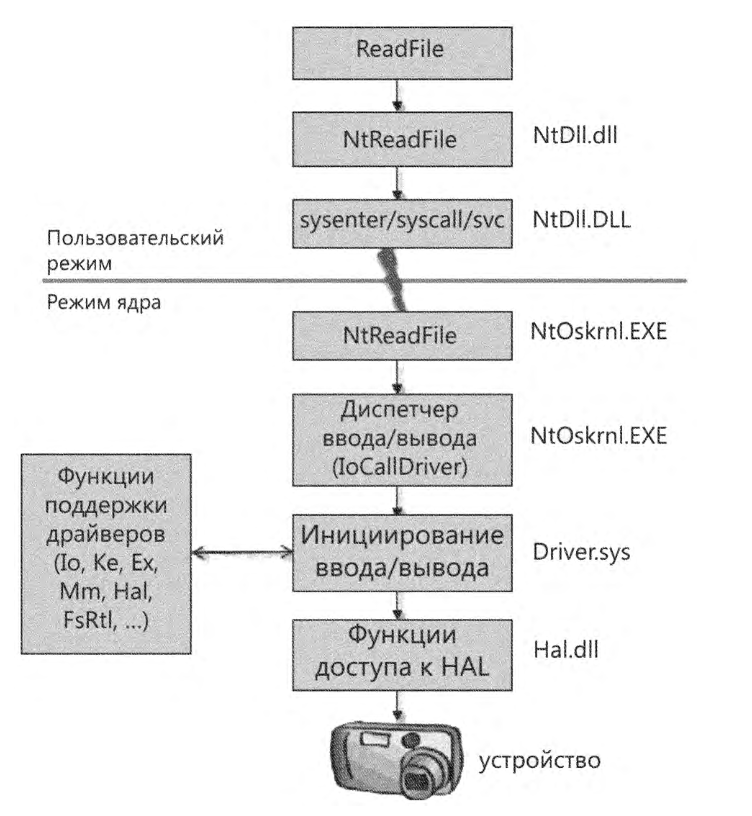 ReadFile
NtReadFile
NtDll.dll
sysenter/syscall/svc
NtDll.DLL
Пользовательский
режим
Режим ядра
NtReadFile
NtOskrnl.EXE
Диспетчер
ввода/вывода
(IoCallDriver)
NtOskrnl.EXE
Функции
поддержки
драйверов
(Io, Ke, Ex,
Mm, Hal,
FsRtl, ...)
Инициирование
ввода/вывода
Driver.sys
Функции
доступа к HAL
Hal.dll
устройство